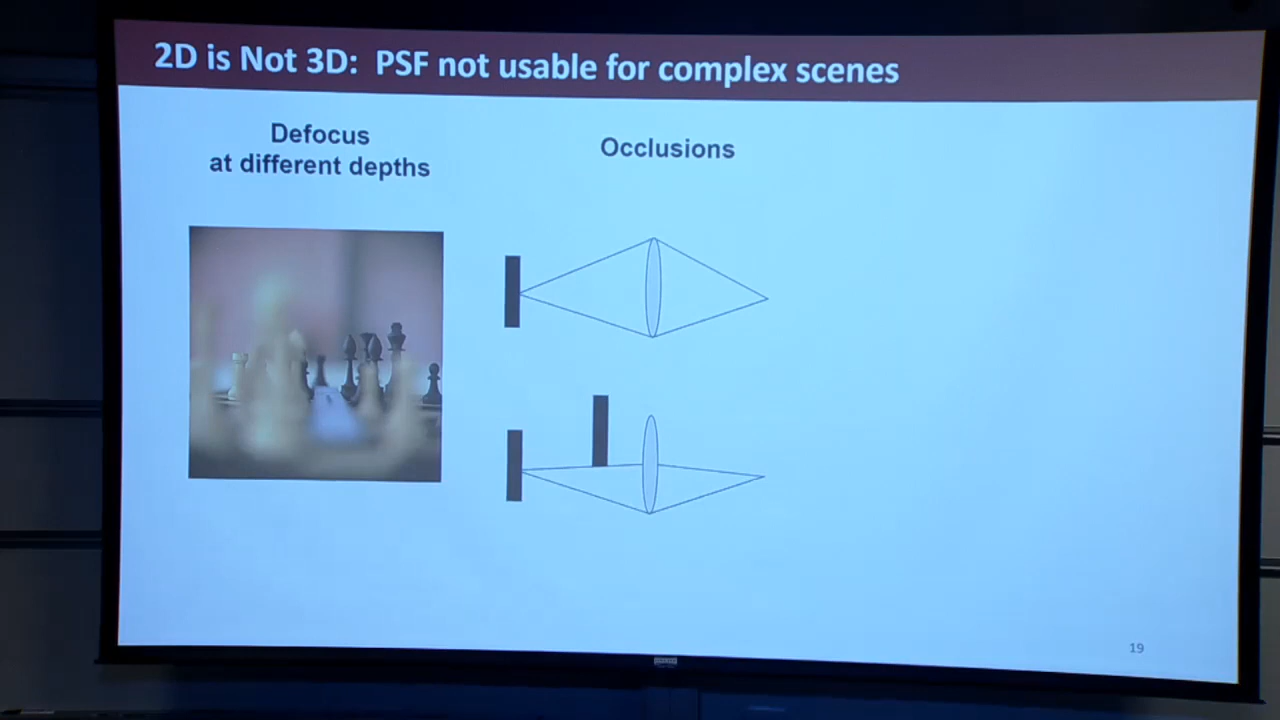 2D is Not 3D: PSF not usable for complex scenes
Defocus
at different depths
Occlusions
19